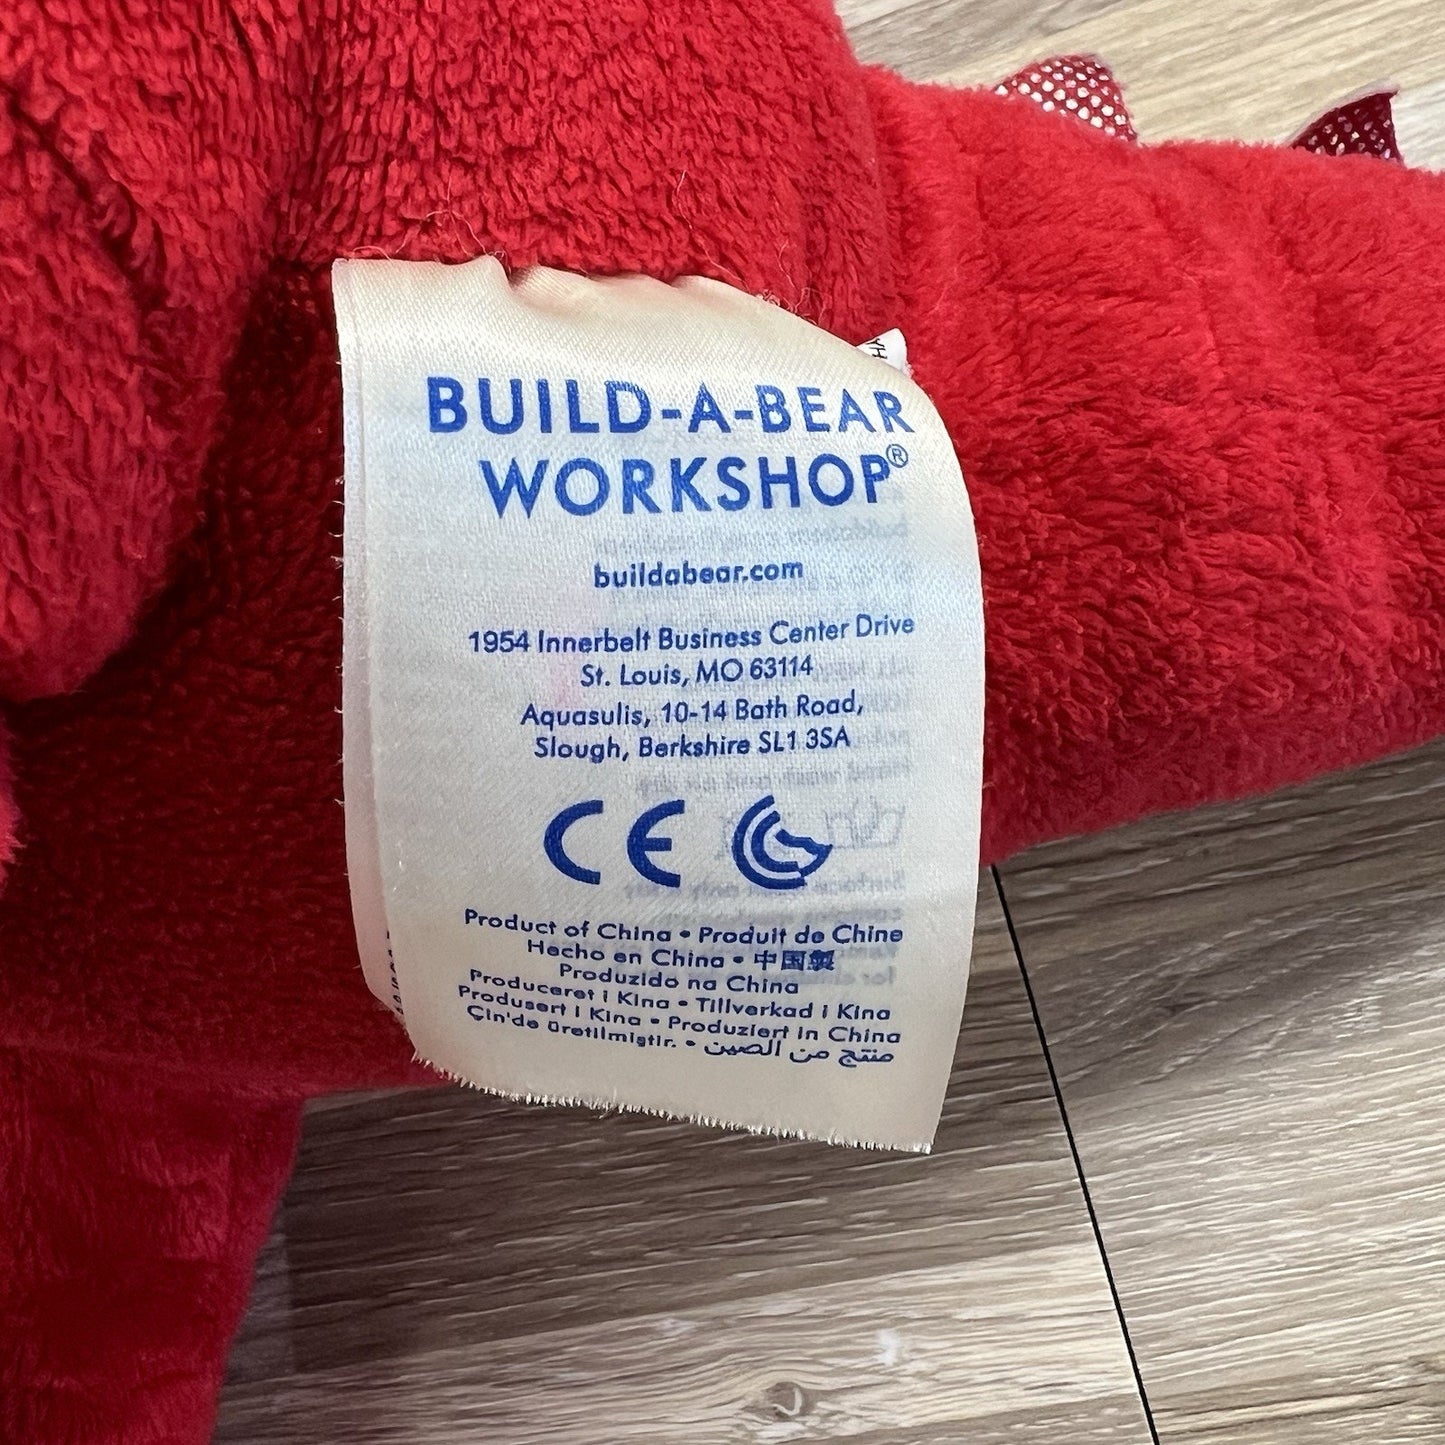 BUILD-A-BEAR
WORKSHOP®
buildabear.com
1954 Innerbelt Business Center Drive
St. Louis, MO 63114
Aquasulis, 10-14 Bath Road,
Slough, Berkshire SL1 3SA
CE
Product of China • Produit de Chine
Hecho en China • 中国製
Produzido na China
Produceret i Kina • Tillverkad i Kina
Produsert i Kina • Produziert in China
Çin'de üretilmiştir. • منتج من الصين